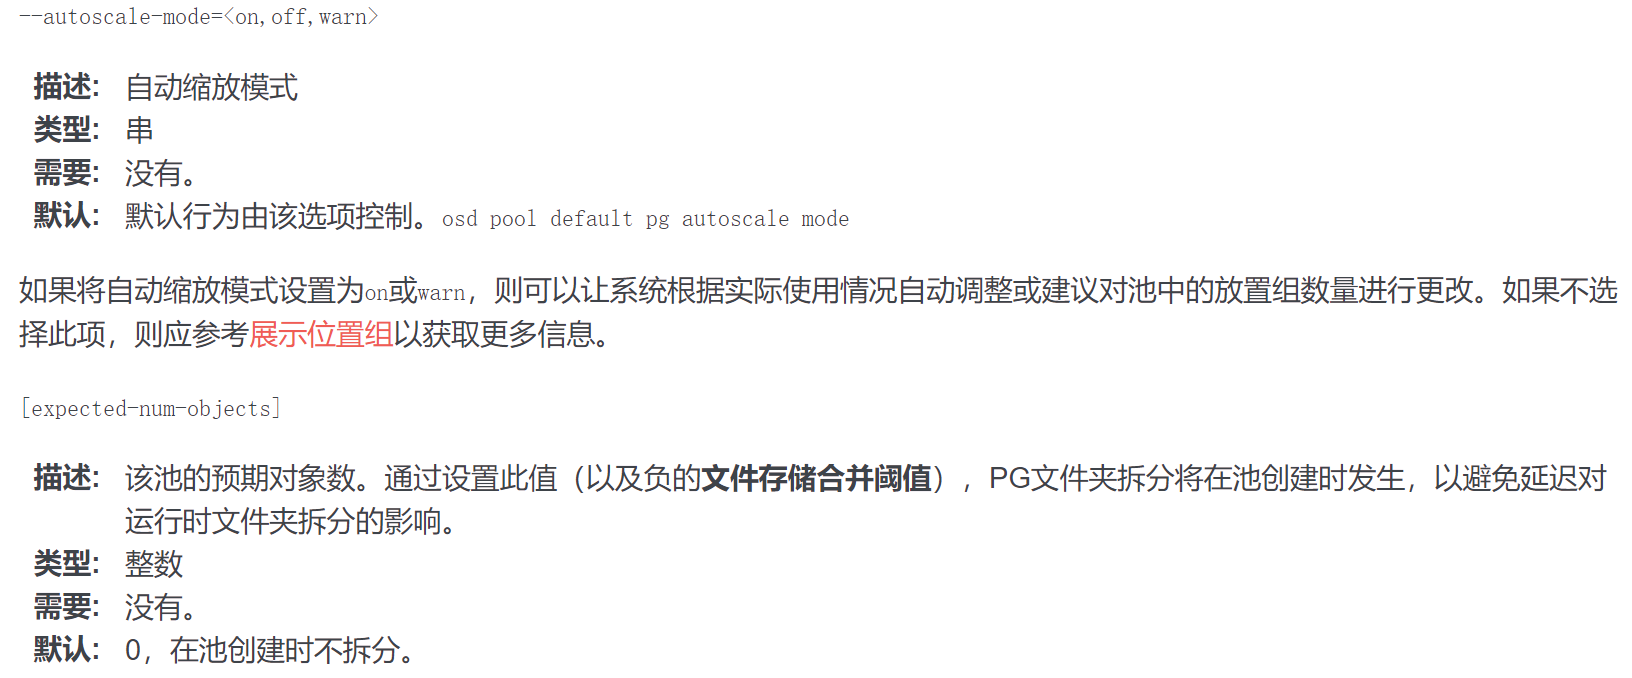 --autoscale-mode=<on,off,warn>
描述: 自动缩放模式
类型: 串
需要: 没有。
默认: 默认行为由该选项控制。osd pool default pg autoscale mode
如果将自动缩放模式设置为on或warn，则可以让系统根据实际使用情况自动调整或建议对池中的放置组数量进行更改。如果不选
择此项，则应参考展示位置组以获取更多信息。
[expected-num-objects]
描述: 该池的预期对象数。通过设置此值（以及负的文件存储合并阈值），PG文件夹拆分将在池创建时发生，以避免延迟对
运行时文件夹拆分的影响。
类型: 整数
需要: 没有。
默认: 0，在池创建时不拆分。